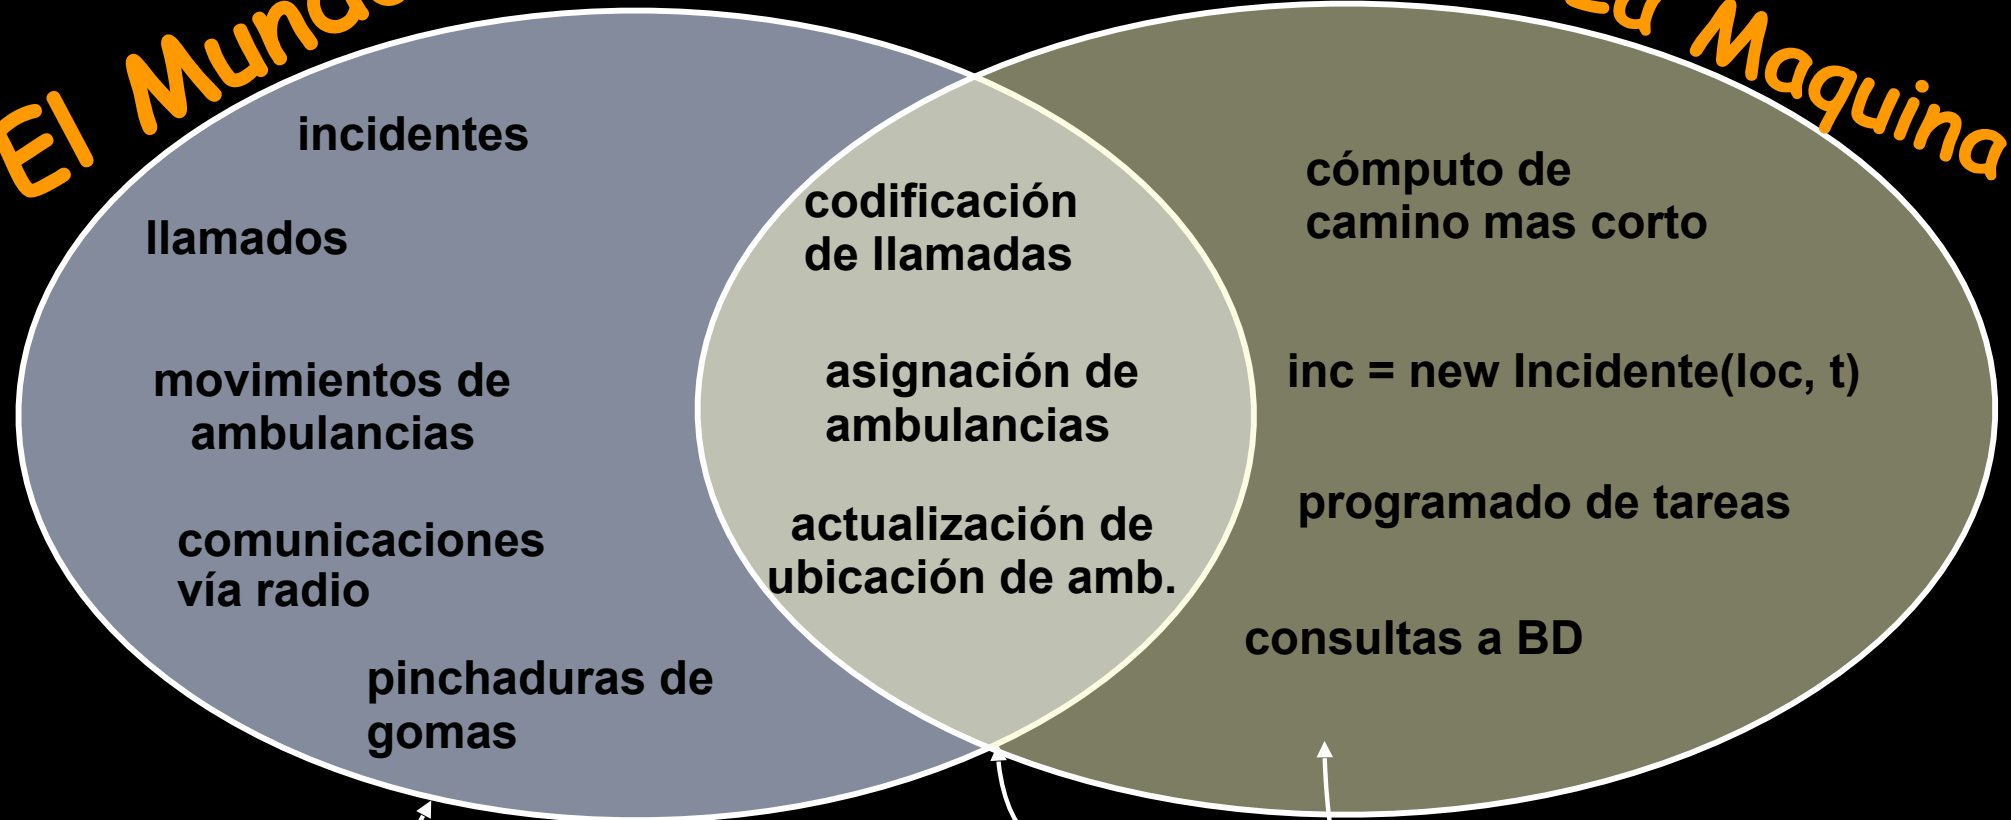 El Mundo
La Maquina
incidentes
llamados
movimientos de
ambulancias
comunicaciones
vía radio
pinchaduras de
gomas
codificación
de llamadas
asignación de
ambulancias
actualización de
ubicación de amb.
cómputo de
camino mas corto
inc = new Incidente(loc, t)
programado de tareas
consultas a BD